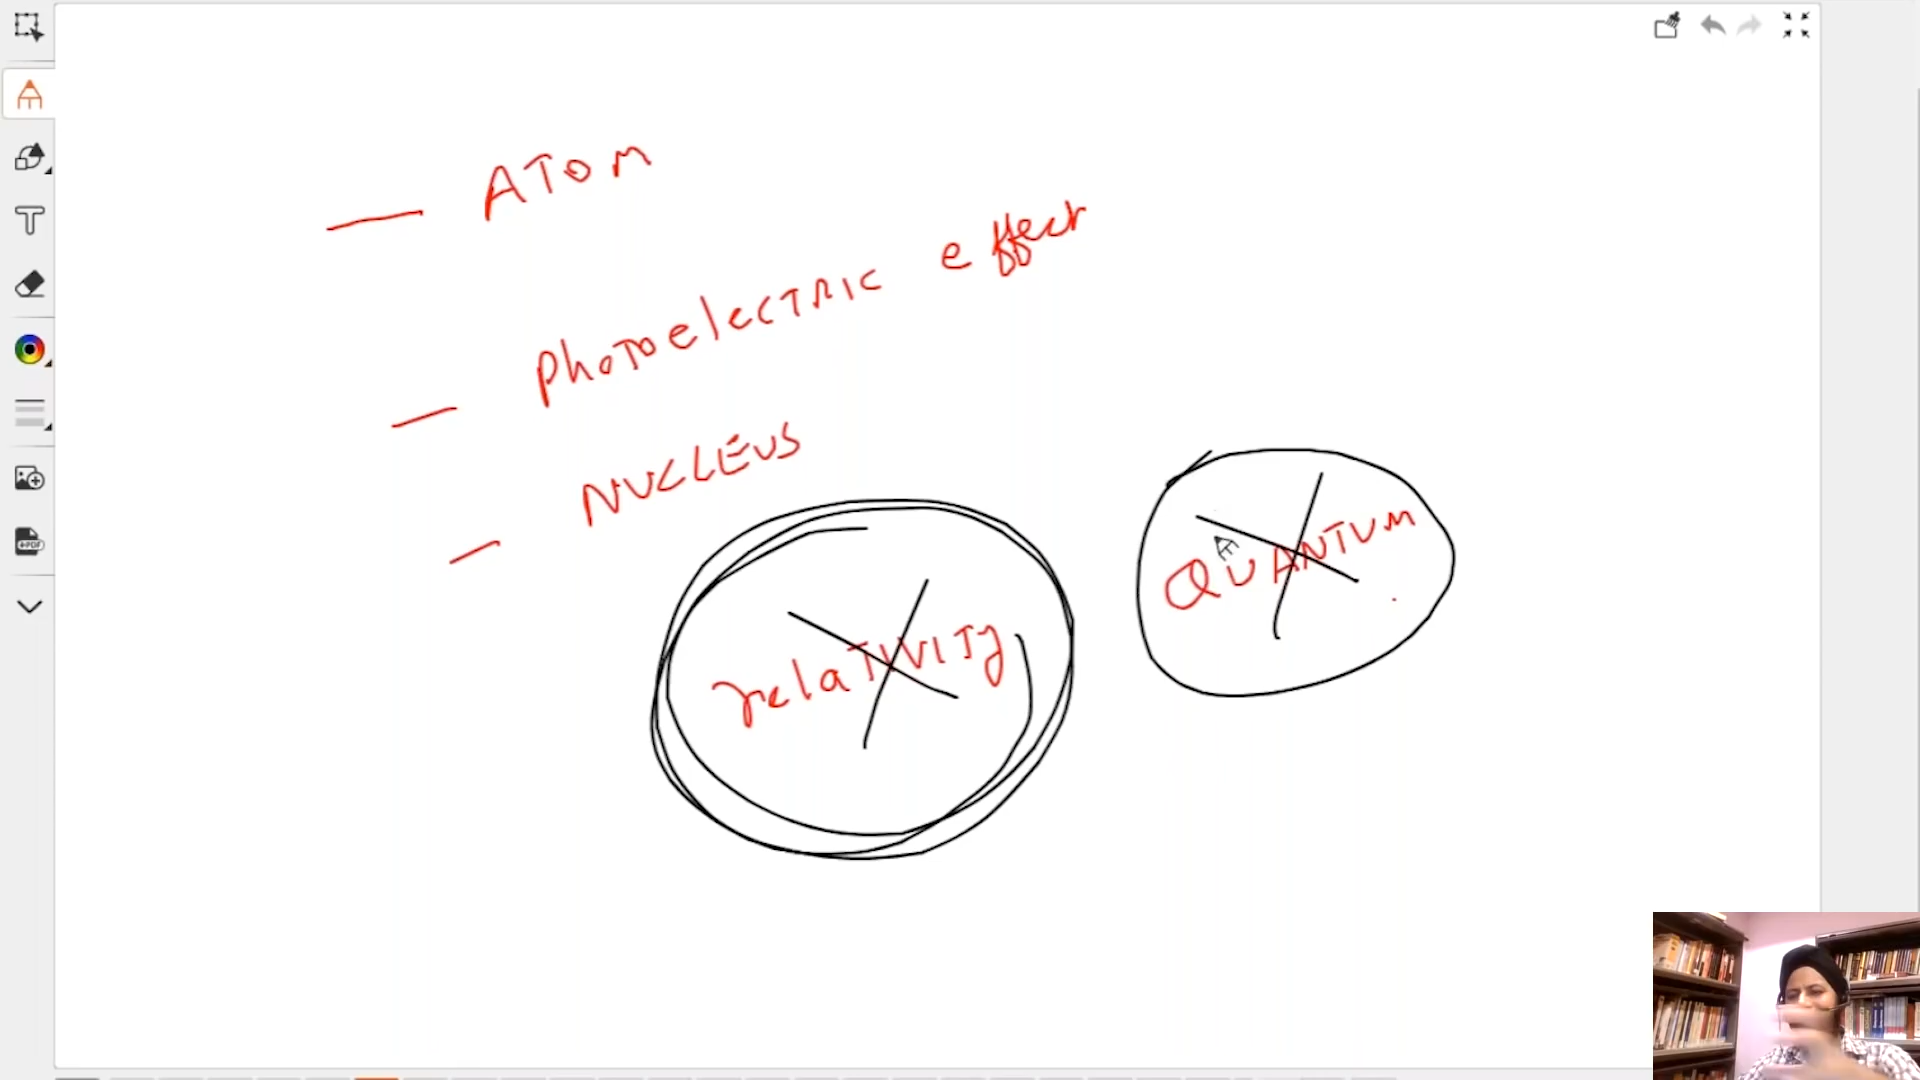 — ATOM
— Photoelectric effect
— NUCLEUS
relativity
QUANTUM